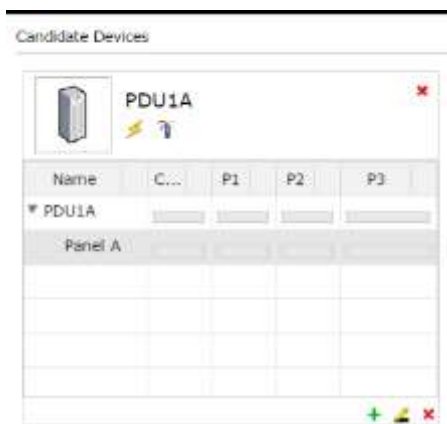 Candidate Devices
PDU1A
Name C... P1 P2 P3
PDU1A
Panel A